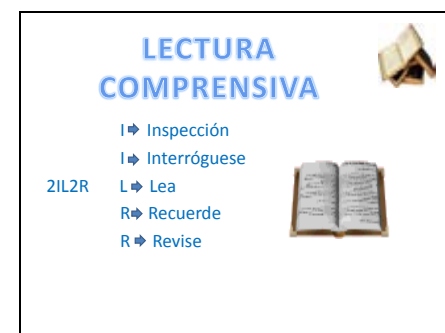 LECTURA
COMPRENSIVA
I ➡ Inspección
I ➡ Interróguese
2IL2R L ➡ Lea
R➡ Recuerde
R ➡ Revise